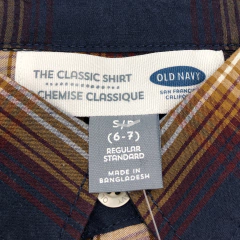 THE CLASSIC SHIRT
CHEMISE CLASSIQUE
OLD NAVY
SAN FRANCISCO
CALIFORNIA
S/P
(6-7)
REGULAR
STANDARD
MADE IN
BANGLADESH